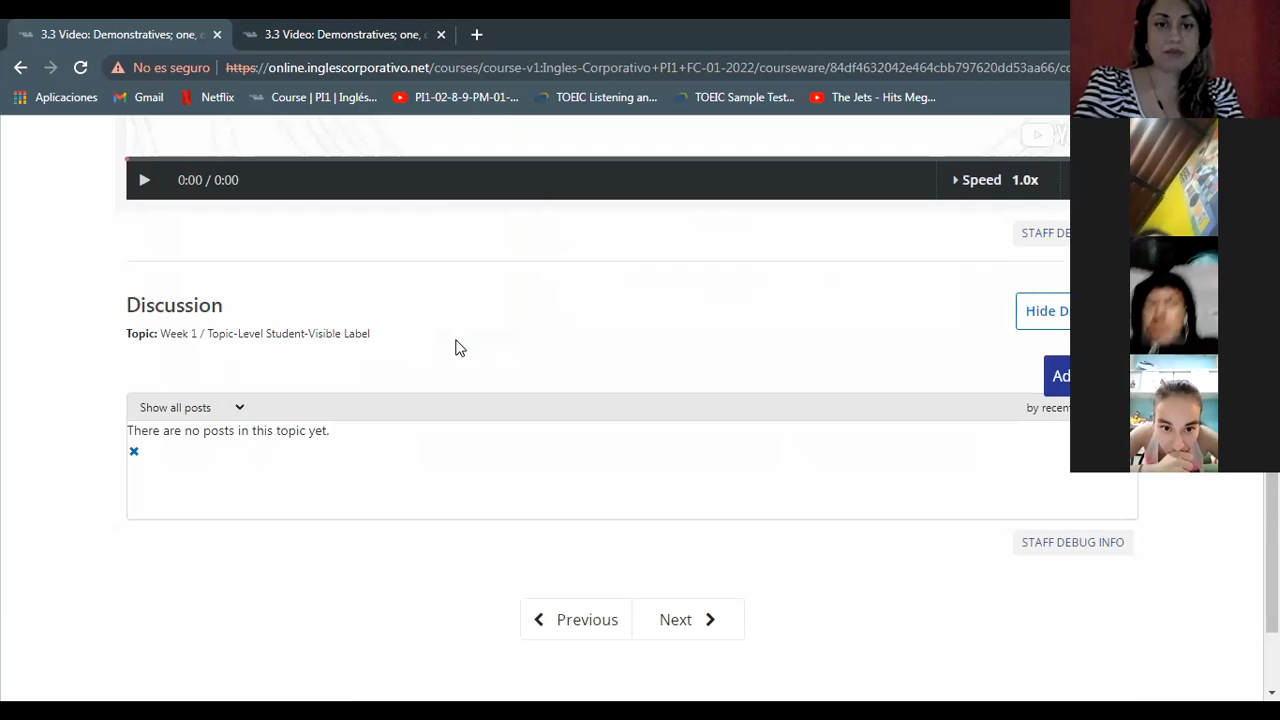 3.3 Video: Demonstratives; one, 3.3 Video: Demonstratives; one,
No es seguro https://online.inglescorporativo.net/courses/course-v1:Ingles-Corporativo+PI1+FC-01-2022/courseware/84df4632042e464cbb797620dd53aa66/co
Aplicaciones Gmail Netflix Course | PI1 | Inglés... PI1-02-8-9-PM-01-... TOEIC Listening an... TOEIC Sample Test... The Jets - Hits Meg...
0:00 / 0:00 Speed 1.0x
STAFF DE
Discussion
Hide D
Topic: Week 1 / Topic-Level Student-Visible Label
Ad
Show all posts by recen
There are no posts in this topic yet.
STAFF DEBUG INFO
Previous Next